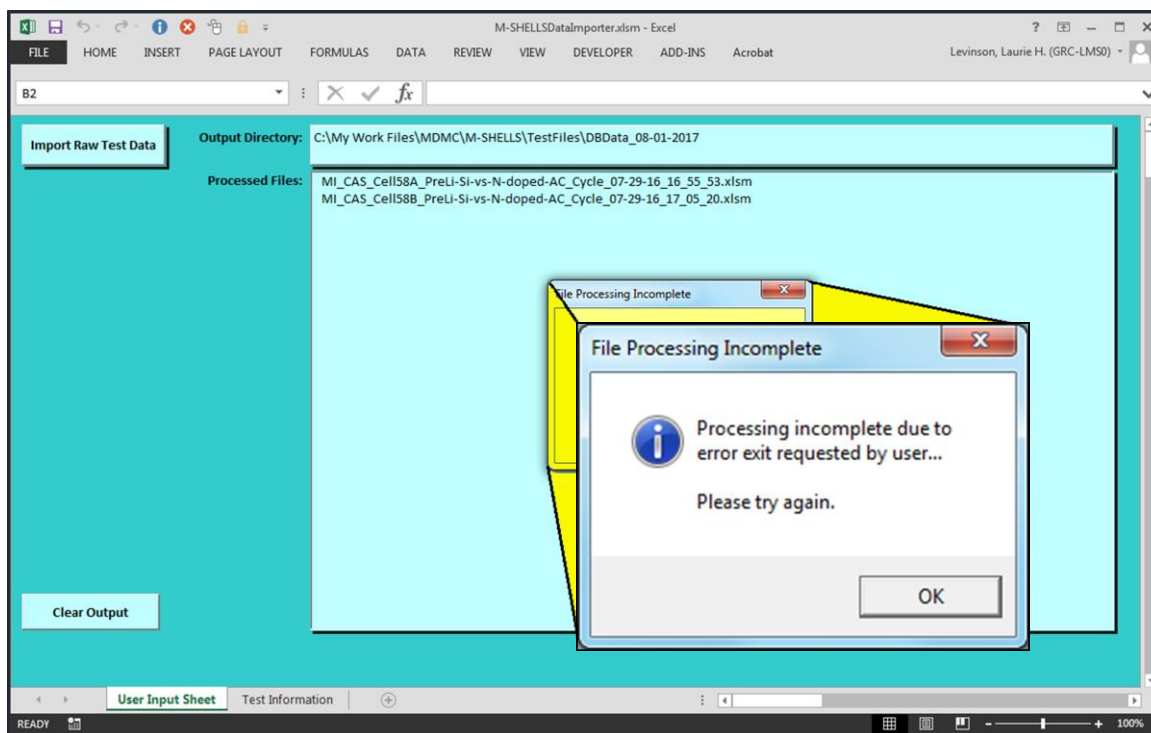 M-SHELLSDataImporter.xlsm - Excel
FILE HOME INSERT PAGE LAYOUT FORMULAS DATA REVIEW VIEW DEVELOPER ADD-INS Acrobat Levinson, Laurie H. (GRC-LMS0)
B2 fx
Import Raw Test Data
Output Directory: C:\My Work Files\MDMC\M-SHELLS\TestFiles\DBData_08-01-2017
Processed Files: MI_CAS_Cell58A_PreLi-Si-vs-N-doped-AC_Cycle_07-29-16_16_55_53.xlsm
MI_CAS_Cell58B_PreLi-Si-vs-N-doped-AC_Cycle_07-29-16_17_05_20.xlsm
File Processing Incomplete
File Processing Incomplete
Processing incomplete due to
error exit requested by user...
Please try again.
OK
Clear Output
User Input Sheet Test Information
READY 100%